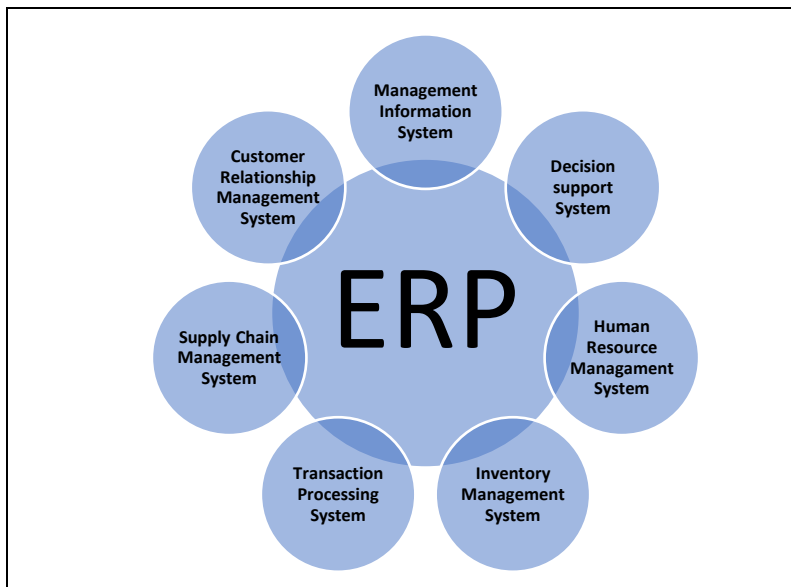 Management
Information
System
Decision
support
System
Human
Resource
Managament
System
Inventory
Management
System
Transaction
Processing
System
Supply Chain
Management
System
Customer
Relationship
Management
System
ERP